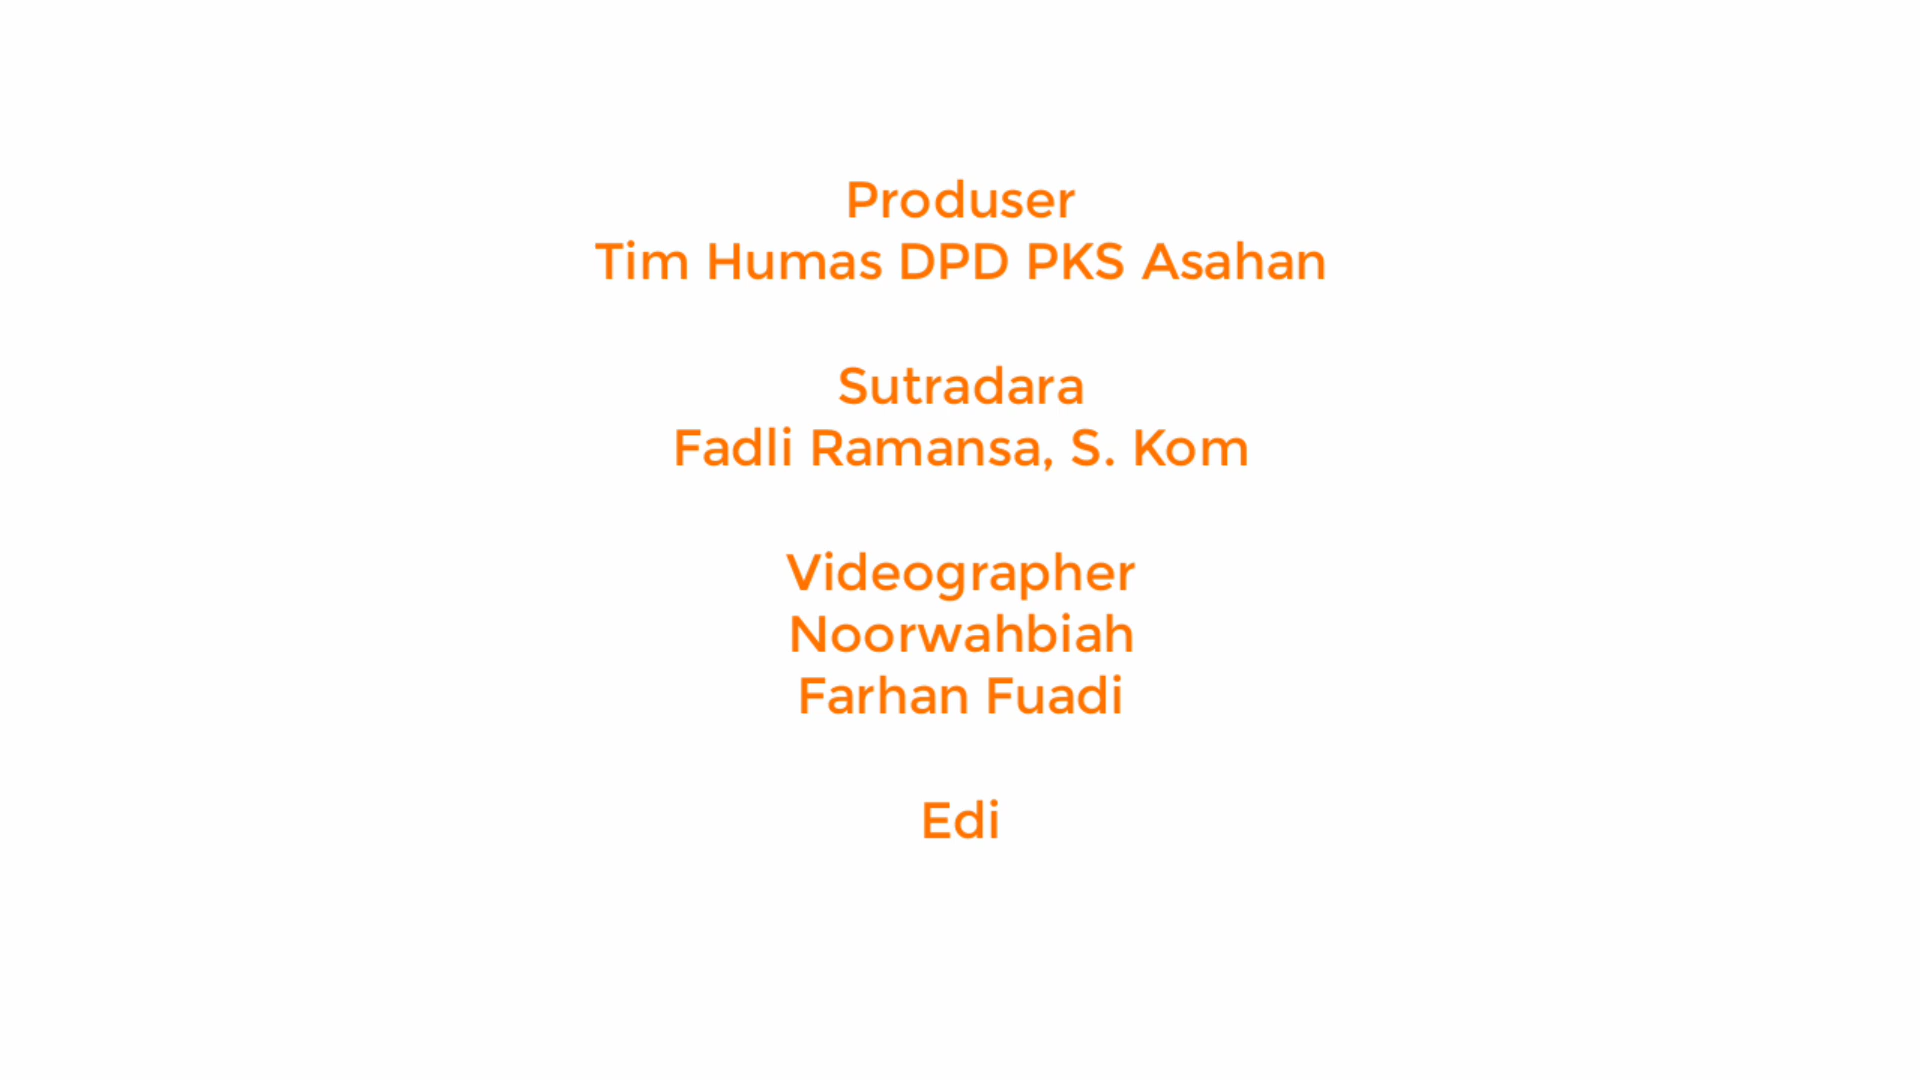 Produser
Tim Humas DPD PKS Asahan
Sutradara
Fadli Ramansa, S. Kom
Videographer
Noorwahbiah
Farhan Fuadi
Edi